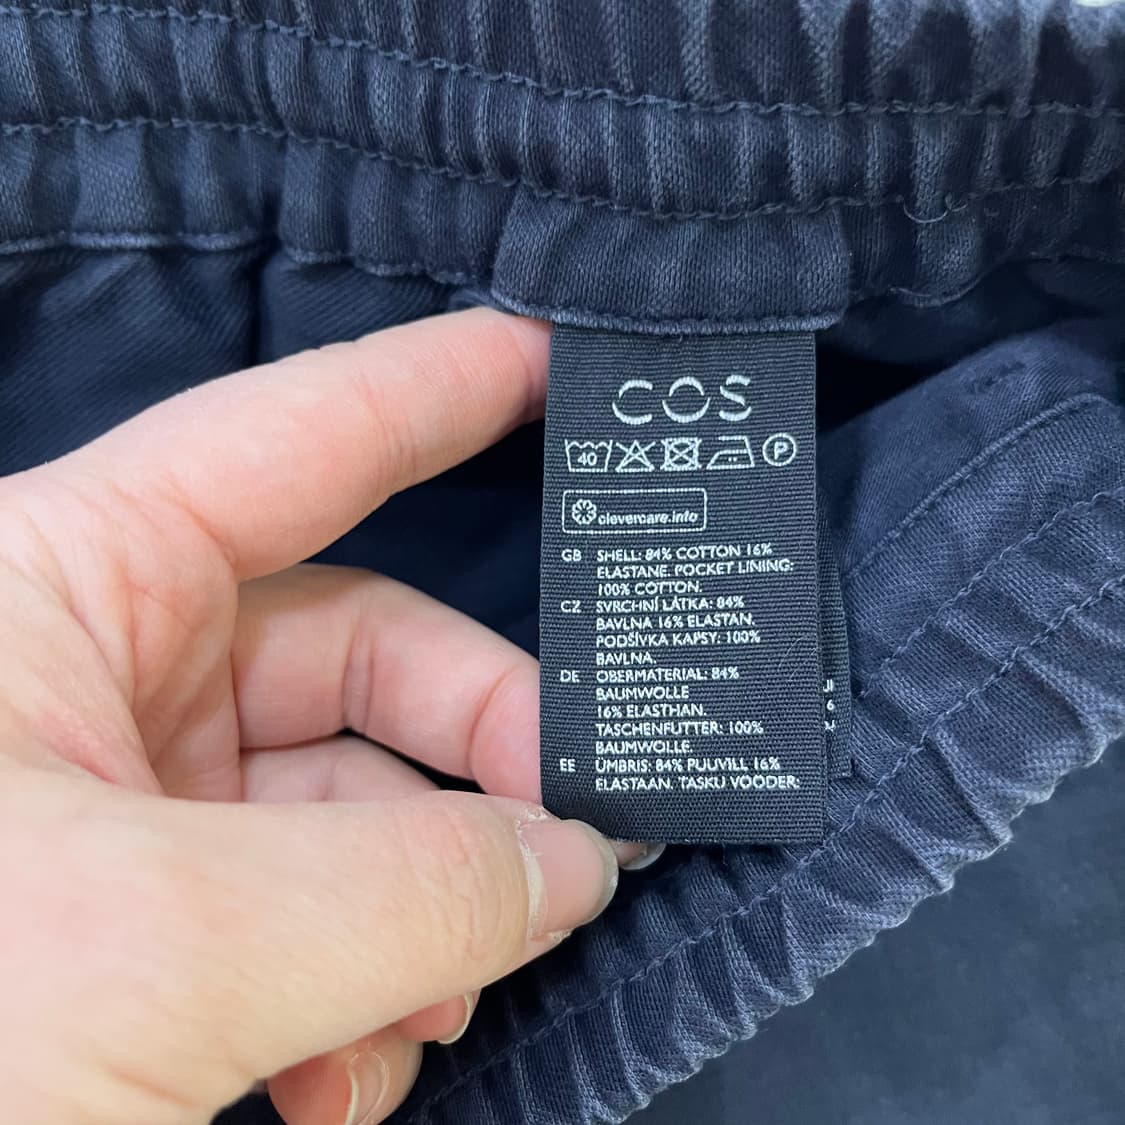 COS
40 P
clevercare.info
GB SHELL: 84% COTTON 16%
ELASTANE. POCKET LINING:
100% COTTON.
CZ SVRCHNÍ LÁTKA: 84%
BAVLNA 16% ELASTAN.
PODŠÍVKA KAPSY: 100%
BAVLNA.
DE OBERMATERIAL: 84%
BAUMWOLLE
16% ELASTHAN.
TASCHENFUTTER: 100%
BAUMWOLLE.
EE ÜMBRIS: 84% PUUVILL 16%
ELASTAAN. TASKU VOODER: